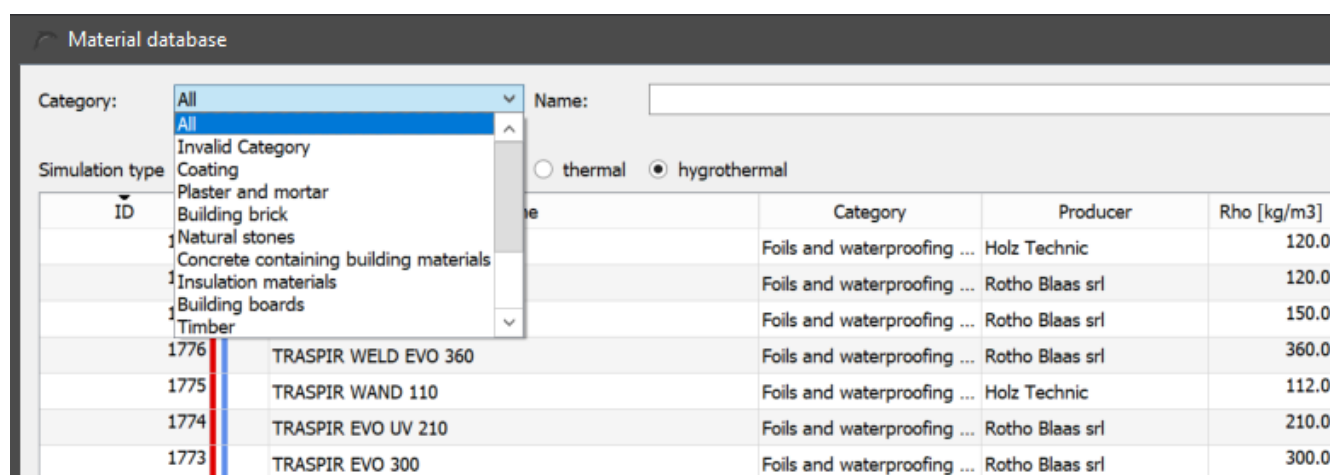 Material database
Category: All Name:
All
Invalid Category
Simulation type Coating thermal hygrothermal
Plaster and mortar
ID Building brick Category Producer Rho [kg/m3]
Natural stones
Foils and waterproofing ... Holz Technic 120.0
Concrete containing building materials
Insulation materials Foils and waterproofing ... Rotho Blaas srl 120.0
Building boards
Timber Foils and waterproofing ... Rotho Blaas srl 150.0
1776 TRASPIR WELD EVO 360 Foils and waterproofing ... Rotho Blaas srl 360.0
1775 TRASPIR WAND 110 Foils and waterproofing ... Holz Technic 112.0
1774 TRASPIR EVO UV 210 Foils and waterproofing ... Rotho Blaas srl 210.0
1773 TRASPIR EVO 300 Foils and waterproofing ... Rotho Blaas srl 300.0